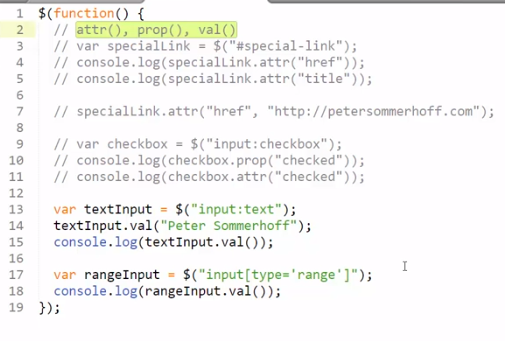 1 $(function() {
2 // attr(), prop(), val()
3 // var specialLink = $("#special-link");
4 // console.log(specialLink.attr("href"));
5 // console.log(specialLink.attr("title"));
6
7 // specialLink.attr("href", "http://petersommerhoff.com");
8
9 // var checkbox = $("input:checkbox");
10 // console.log(checkbox.prop("checked"));
11 // console.log(checkbox.attr("checked"));
12
13 var textInput = $("input:text");
14 textInput.val("Peter Sommerhoff");
15 console.log(textInput.val());
16
17 var rangeInput = $("input[type='range']");
18 console.log(rangeInput.val());
19 });